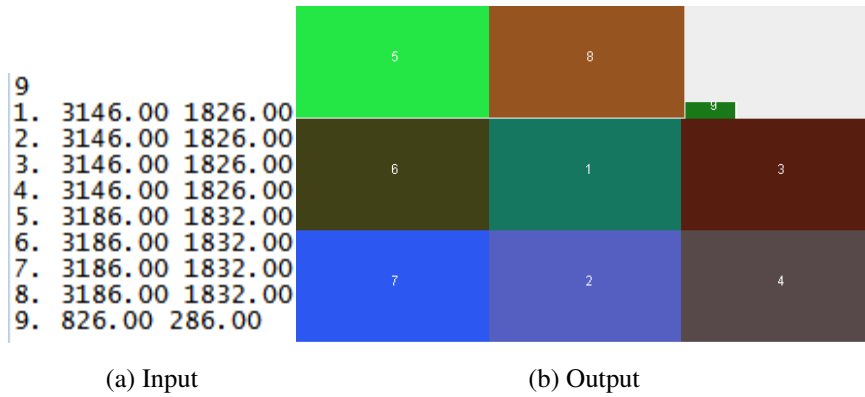 9
1. 3146.00 1826.00
2. 3146.00 1826.00
3. 3146.00 1826.00
4. 3146.00 1826.00
5. 3186.00 1832.00
6. 3186.00 1832.00
7. 3186.00 1832.00
8. 3186.00 1832.00
9. 826.00 286.00
(a) Input
5 8
9
6 1 3
7 2 4
(b) Output